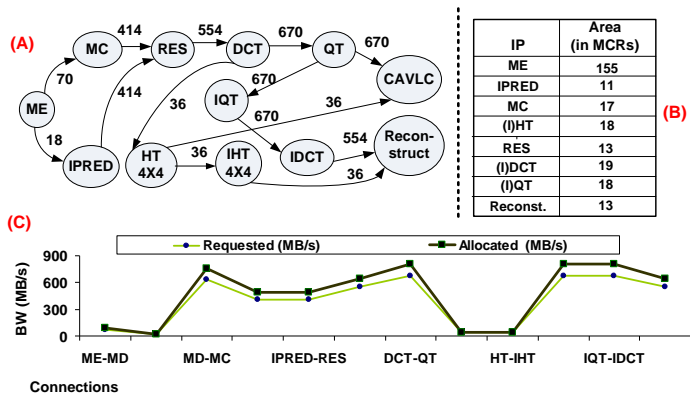 (A)
MC
414
RES
554
DCT
670
QT
670
CAVLC
70
ME
414
36
IQT
670
36
18
IPRED
HT
4X4
36
IHT
4X4
670
IDCT
554
Recon-
struct
36
(B)
IP Area
(in MCRs)
ME 155
IPRED 11
MC 17
(I)HT 18
RES 13
(I)DCT 19
(I)QT 18
Reconst. 13
(C)
Requested (MB/s) Allocated (MB/s)
BW (MB/s)
900
600
300
0
ME-MD MD-MC IPRED-RES DCT-QT HT-IHT IQT-IDCT
Connections